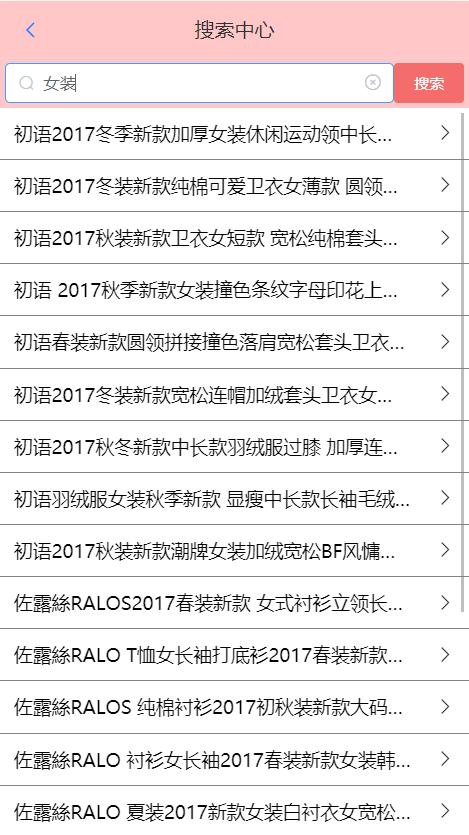 搜索中心
女装
搜索
初语2017冬季新款加厚女装休闲运动领中长...
初语2017冬装新款纯棉可爱卫衣女薄款 圆领...
初语2017秋装新款卫衣女短款 宽松纯棉套头...
初语 2017秋季新款女装撞色条纹字母印花上...
初语春装新款圆领拼接撞色落肩宽松套头卫衣...
初语2017冬装新款宽松连帽加绒套头卫衣女...
初语2017秋冬新款中长款羽绒服过膝 加厚连...
初语羽绒服女装秋季新款 显瘦中长款长袖毛绒...
初语2017秋装新款潮牌女装加绒宽松BF风慵...
佐露絲RALOS2017春装新款 女式衬衫立领长...
佐露絲RALO T恤女长袖打底衫2017春装新款...
佐露絲RALOS 纯棉衬衫2017初秋装新款大码...
佐露絲RALO 衬衫女长袖2017春装新款女装韩...
佐露絲RALO 夏装2017新款女装白衬衣女宽松...